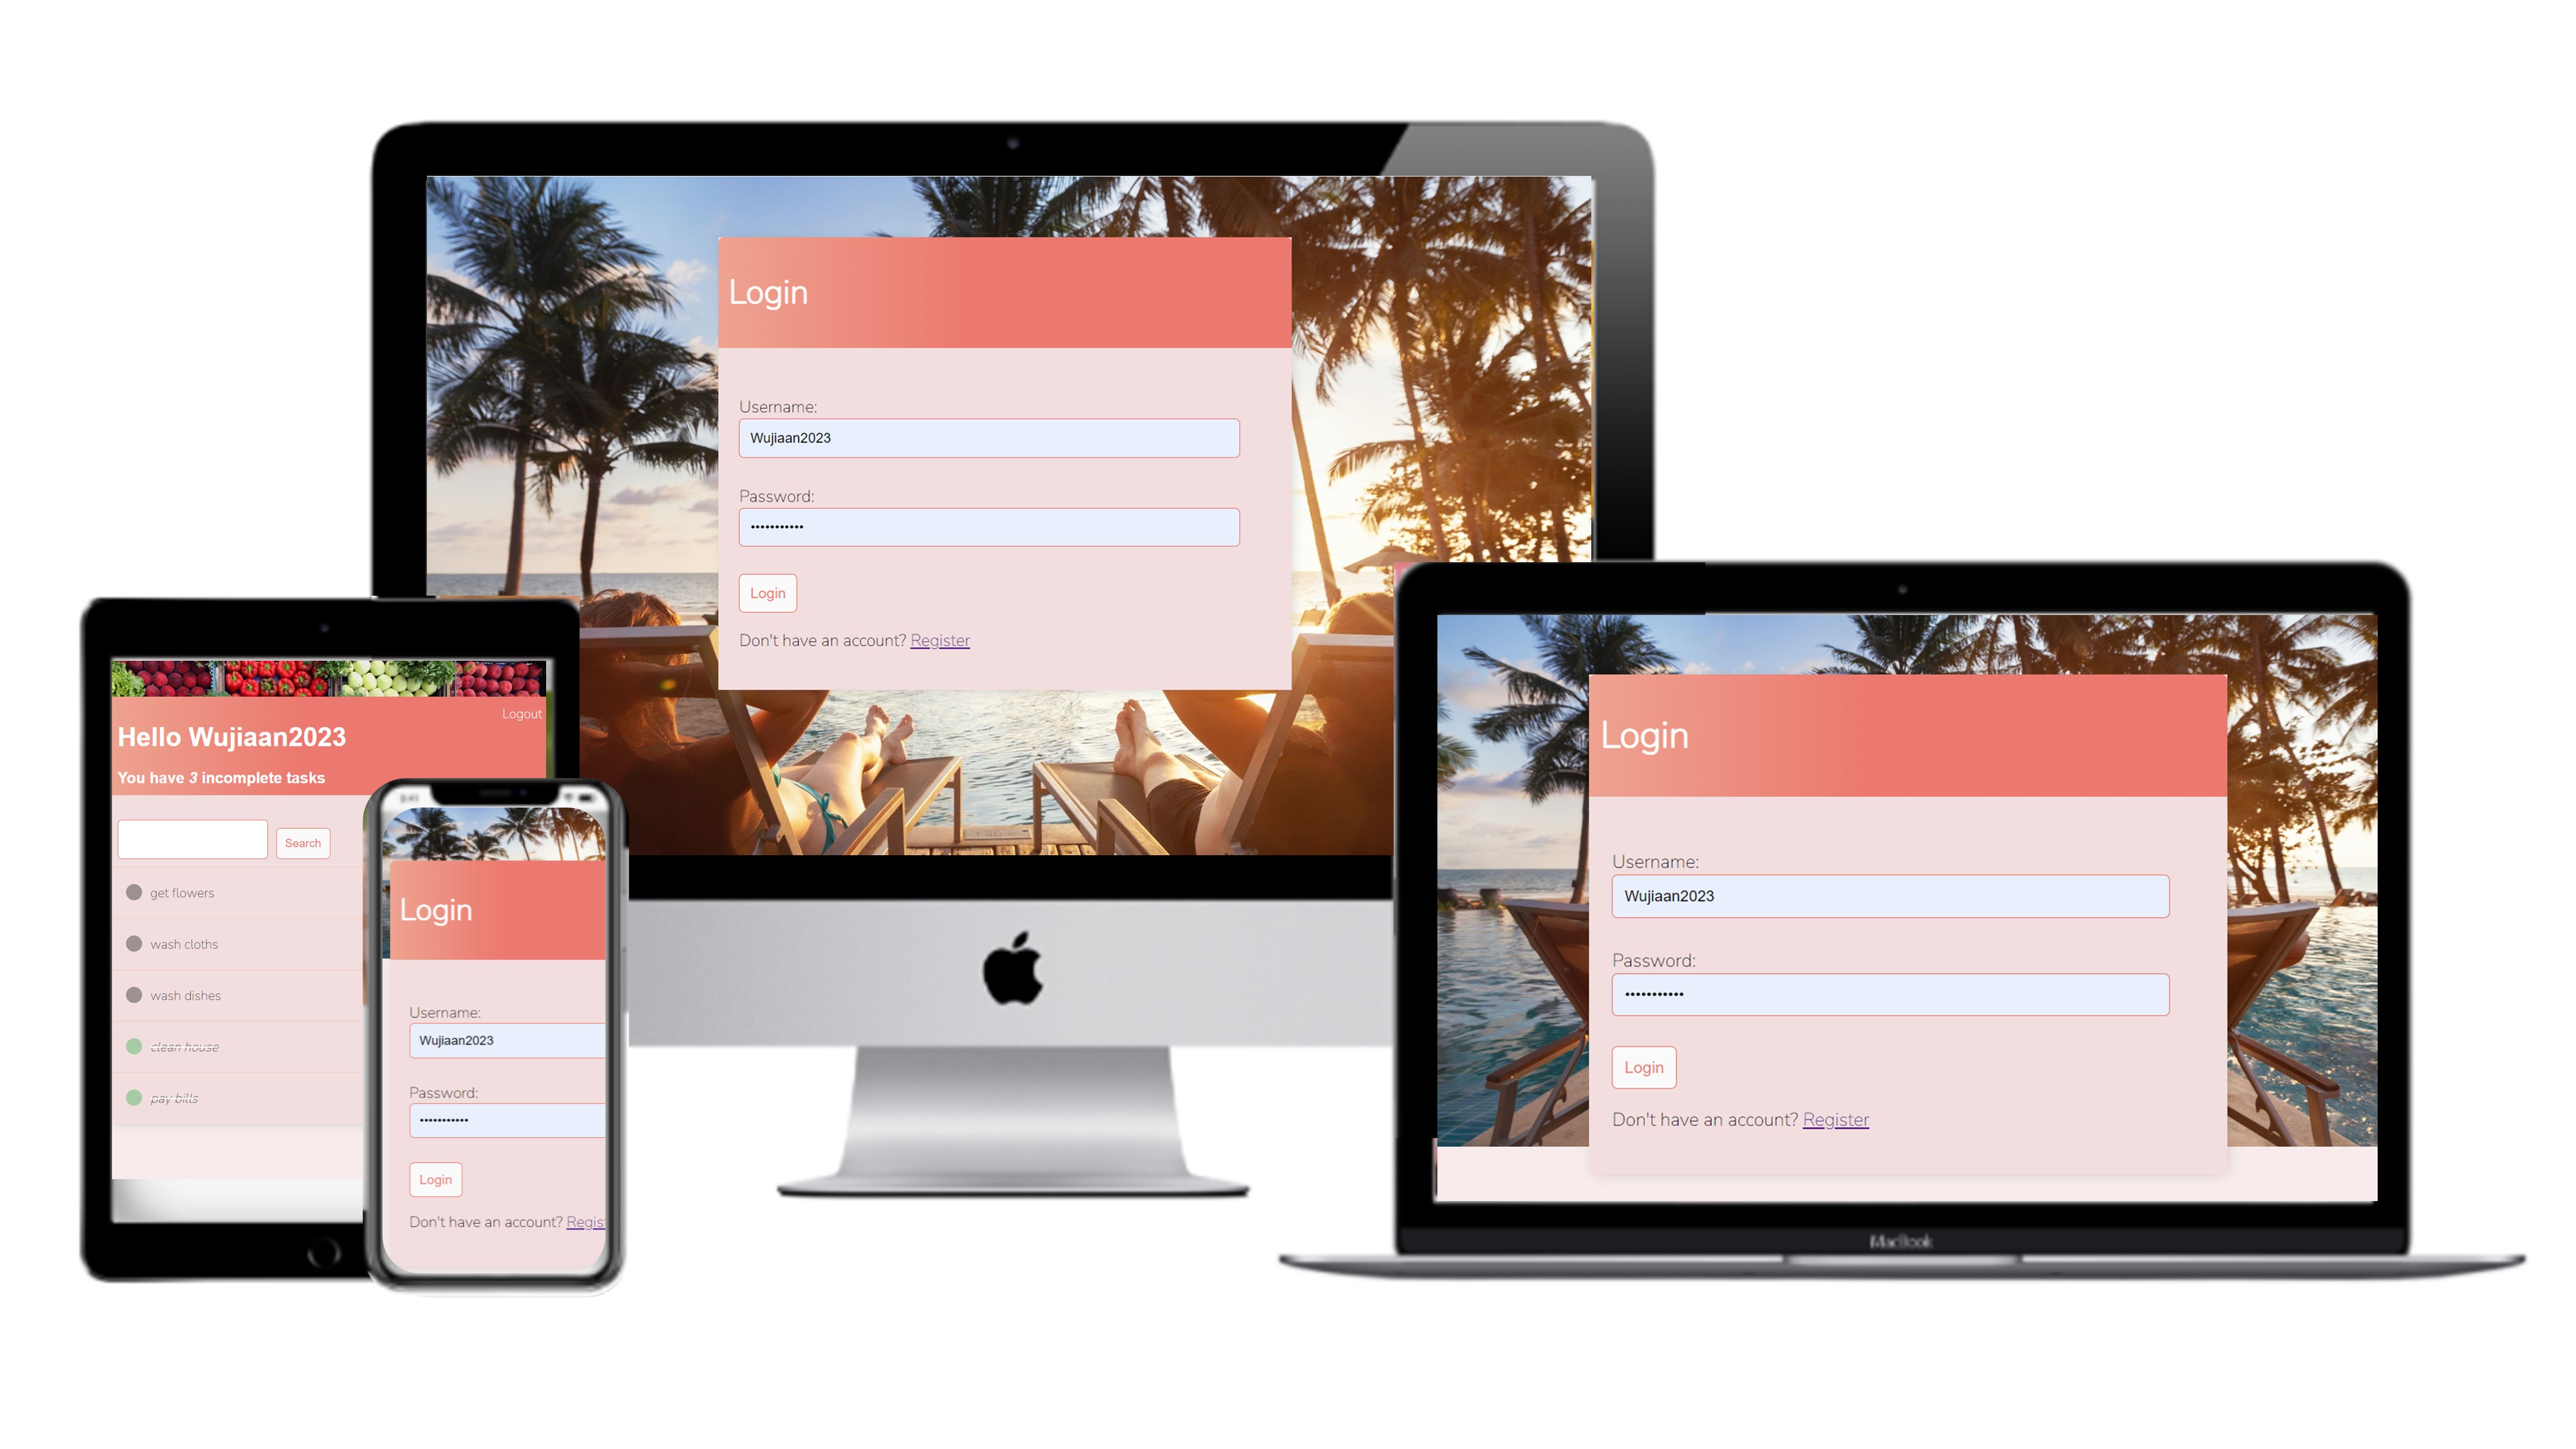 Login
Username:
Wujiaan2023
Password:
•••••••••••
Login
Don't have an account? Register
Logout
Hello Wujiaan2023
You have 3 incomplete tasks
Search
get flowers
wash cloths
wash dishes
clean house
pay bills
Login
Username:
Wujiaan2023
Password:
•••••••••••
Login
Don't have an account? Regis
Login
Username:
Wujiaan2023
Password:
•••••••••••
Login
Don't have an account? Register
MacBook